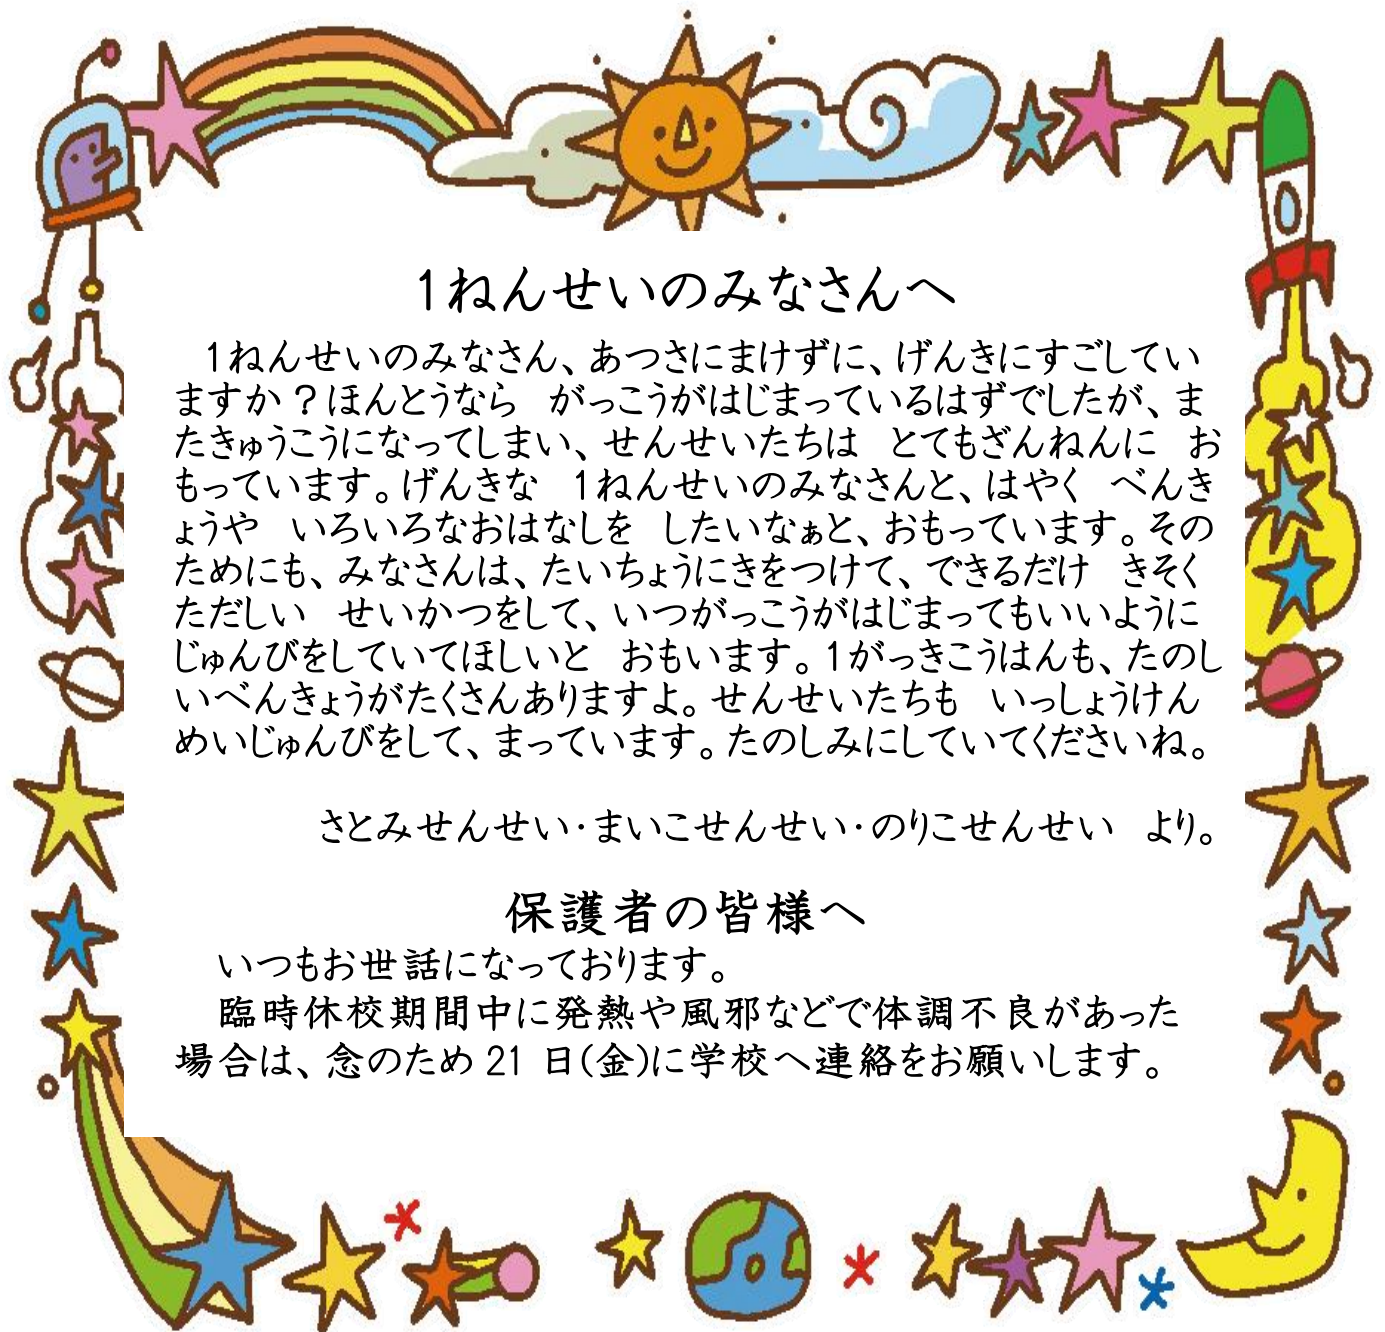 1ねんせいのみなさんへ
　1ねんせいのみなさん、あつさにまけずに、げんきにすごしてい
ますか？ほんとうなら　がっこうがはじまっているはずでしたが、ま
たきゅうこうになってしまい、せんせいたちは　とてもざんねんに　お
もっています。げんきな　1ねんせいのみなさんと、はやく　べんき
ょうや　いろいろなおはなしを　したいなぁと、おもっています。その
ためにも、みなさんは、たいちょうにきをつけて、できるだけ　きそく
ただしい　せいかつをして、いつがっこうがはじまってもいいように
じゅんびをしていてほしいと　おもいます。1がっきこうはんも、たのし
いべんきょうがたくさんありますよ。せんせいたちも　いっしょうけん
めいじゅんびをして、まっています。たのしみにしていてくださいね。
さとみせんせい・まいこせんせい・のりこせんせい　より。
保護者の皆様へ
　いつもお世話になっております。
　臨時休校期間中に発熱や風邪などで体調不良があった
場合は、念のため 21 日(金)に学校へ連絡をお願いします。